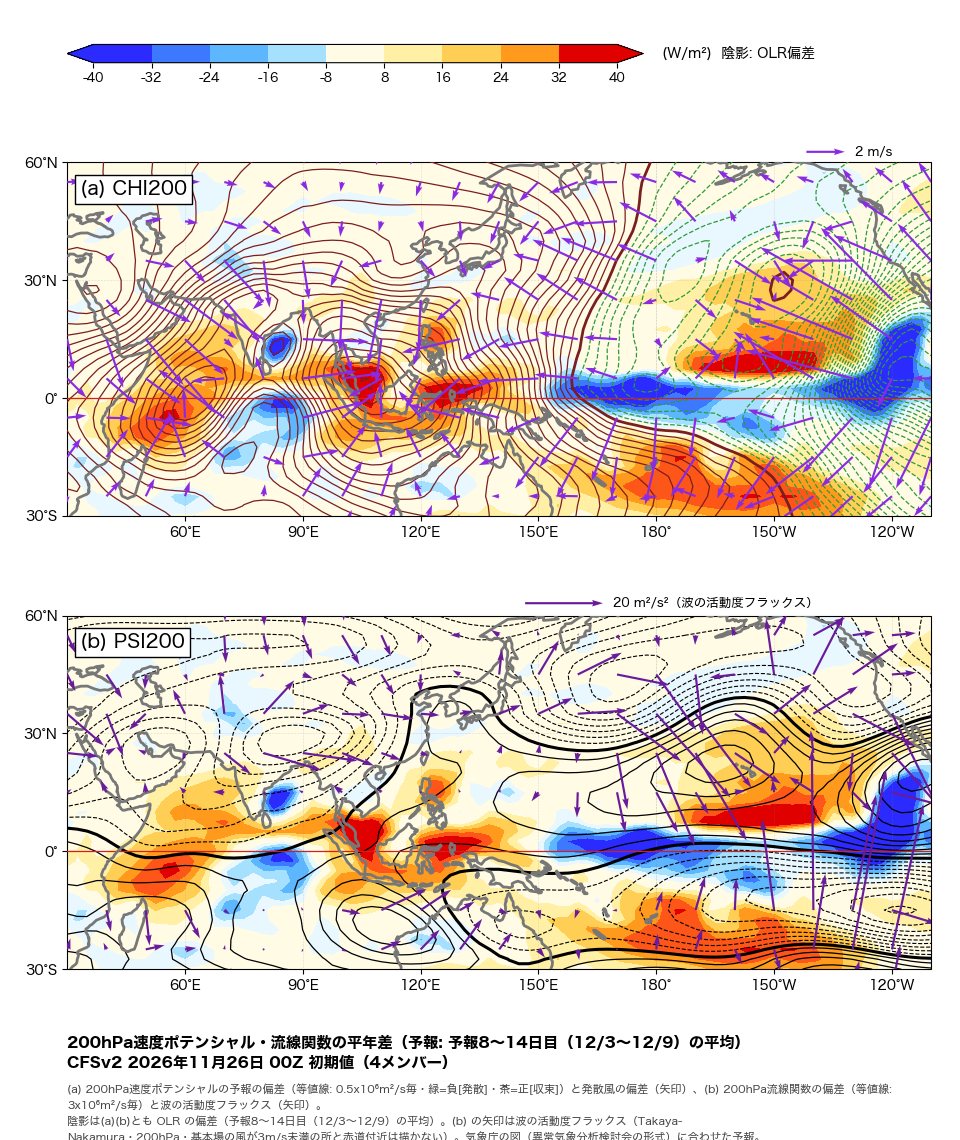 (W/m²)  陰影: OLR偏差
-40 -32 -24 -16 -8 8 16 24 32 40
2 m/s
60°N
(a) CHI200
30°N
0°
30°S
60°E 90°E 120°E 150°E 180° 150°W 120°W
20 m²/s²（波の活動度フラックス）
60°N
(b) PSI200
30°N
0°
30°S
60°E 90°E 120°E 150°E 180° 150°W 120°W
200hPa速度ポテンシャル・流線関数の平年差（予報: 予報8〜14日目（12/3〜12/9）の平均）
CFSv2 2026年11月26日 00Z 初期値（4メンバー）
(a) 200hPa速度ポテンシャルの予報の偏差（等値線: 0.5x10⁶m²/s毎・緑=負[発散]・茶=正[収束]）と発散風の偏差（矢印）、(b) 200hPa流線関数の偏差（等値線:
3x10⁶m²/s毎）と波の活動度フラックス（矢印）。
陰影は(a)(b)とも OLR の偏差（予報8〜14日目（12/3〜12/9）の平均）。(b) の矢印は波の活動度フラックス（Takaya-
Nakamura・200hPa・基本場の風が3m/s未満の所と赤道付近は描かない）。気象庁の図（異常気象分析検討会の形式）に合わせた予報。